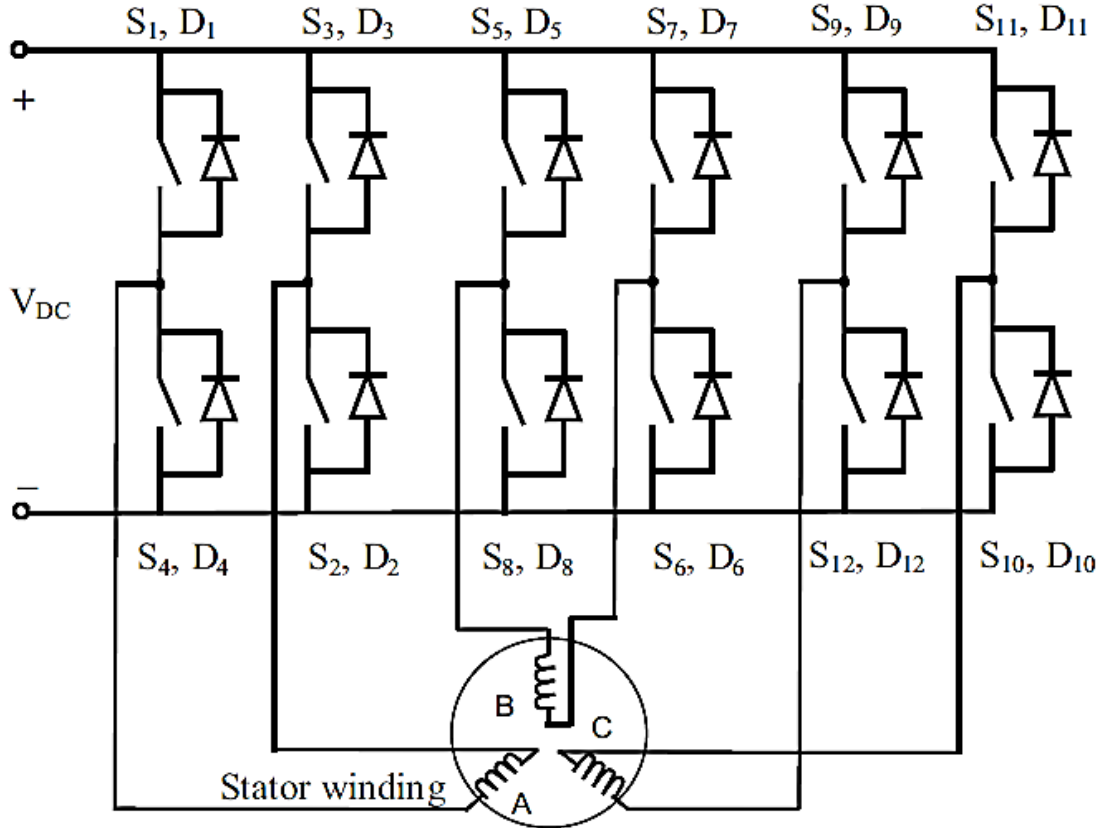 S₁, D₁ S₃, D₃ S₅, D₅ S₇, D₇ S₉, D₉ S₁₁, D₁₁
+
V_DC
−
S₄, D₄ S₂, D₂ S₈, D₈ S₆, D₆ S₁₂, D₁₂ S₁₀, D₁₀
B
C
Stator winding
A